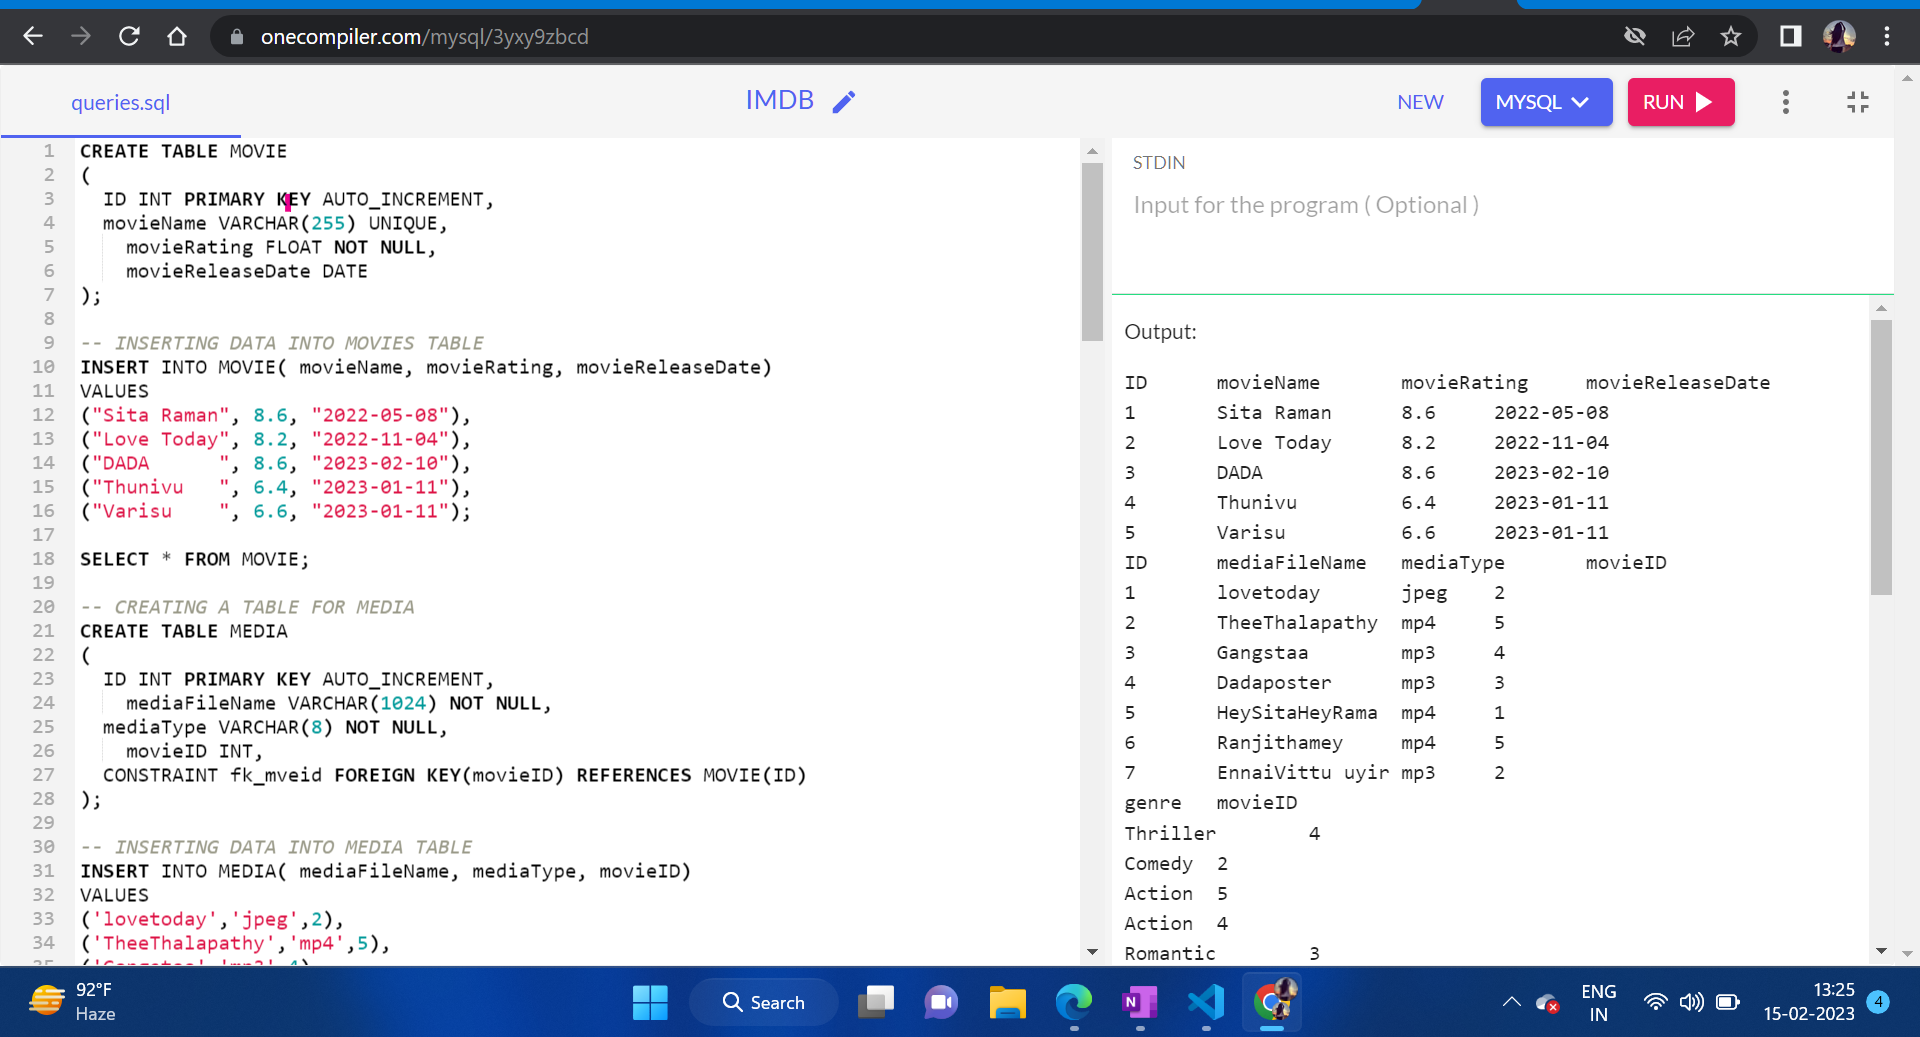 onecompiler.com/mysql/3yxy9zbcd
queries.sql
IMDB
NEW
MYSQL
RUN
1 CREATE TABLE MOVIE
2 (
3 ID INT PRIMARY KEY AUTO_INCREMENT,
4 movieName VARCHAR(255) UNIQUE,
5 movieRating FLOAT NOT NULL,
6 movieReleaseDate DATE
7 );
8
9 -- INSERTING DATA INTO MOVIES TABLE
10 INSERT INTO MOVIE( movieName, movieRating, movieReleaseDate)
11 VALUES
12 ("Sita Raman", 8.6, "2022-05-08"),
13 ("Love Today", 8.2, "2022-11-04"),
14 ("DADA      ", 8.6, "2023-02-10"),
15 ("Thunivu   ", 6.4, "2023-01-11"),
16 ("Varisu    ", 6.6, "2023-01-11");
17
18 SELECT * FROM MOVIE;
19
20 -- CREATING A TABLE FOR MEDIA
21 CREATE TABLE MEDIA
22 (
23 ID INT PRIMARY KEY AUTO_INCREMENT,
24 mediaFileName VARCHAR(1024) NOT NULL,
25 mediaType VARCHAR(8) NOT NULL,
26 movieID INT,
27 CONSTRAINT fk_mveid FOREIGN KEY(movieID) REFERENCES MOVIE(ID)
28 );
29
30 -- INSERTING DATA INTO MEDIA TABLE
31 INSERT INTO MEDIA( mediaFileName, mediaType, movieID)
32 VALUES
33 ('lovetoday','jpeg',2),
34 ('TheeThalapathy','mp4',5),
STDIN
Input for the program ( Optional )
Output:
ID movieName movieRating movieReleaseDate
1 Sita Raman 8.6 2022-05-08
2 Love Today 8.2 2022-11-04
3 DADA 8.6 2023-02-10
4 Thunivu 6.4 2023-01-11
5 Varisu 6.6 2023-01-11
ID mediaFileName mediaType movieID
1 lovetoday jpeg 2
2 TheeThalapathy mp4 5
3 Gangstaa mp3 4
4 Dadaposter mp3 3
5 HeySitaHeyRama mp4 1
6 Ranjithamey mp4 5
7 EnnaiVittu uyir mp3 2
genre movieID
Thriller 4
Comedy 2
Action 5
Action 4
Romantic 3
92°F
Haze
Search
N
ENG
IN
13:25
15-02-2023
4